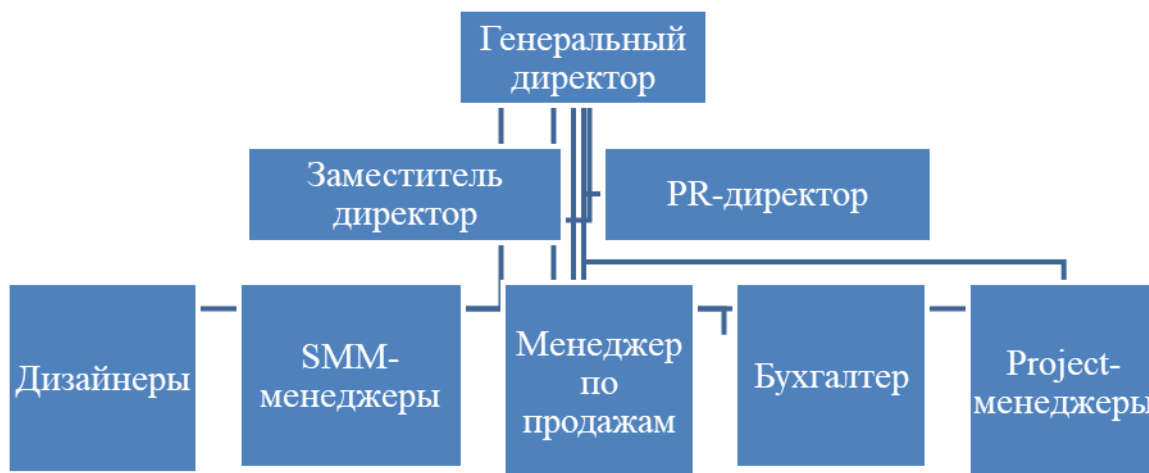 Генеральный
директор
Заместитель
директор
PR-директор
Дизайнеры
SMM-
менеджеры
Менеджер
по
продажам
Бухгалтер
Project-
менеджеры